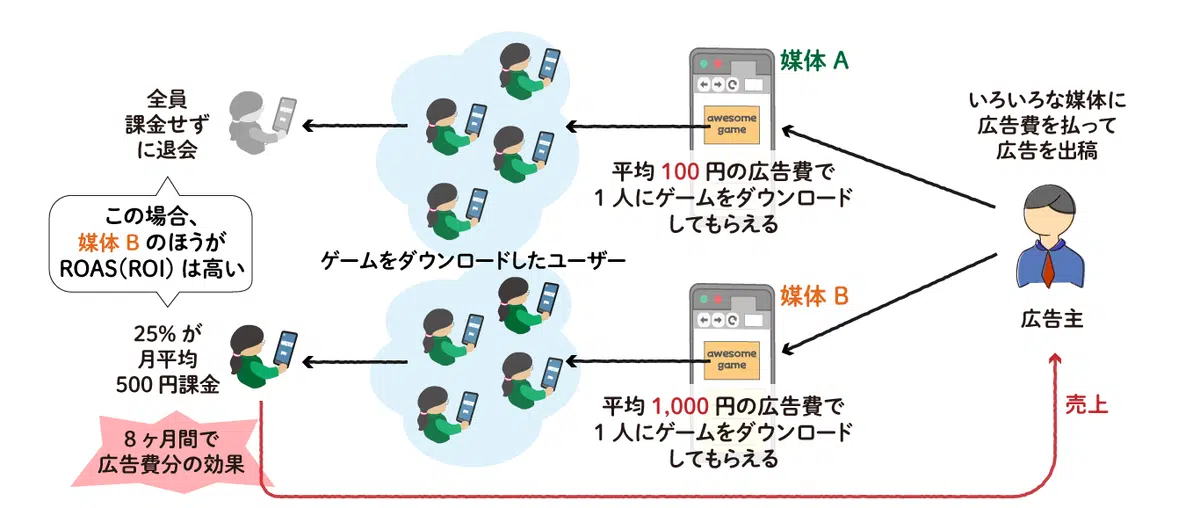 いろいろな媒体に
広告費を払って
広告を出稿
広告主
媒体 A
awesome
game
平均 100 円の広告費で
1 人にゲームをダウンロード
してもらえる
ゲームをダウンロードしたユーザー
全員
課金せず
に退会
この場合、
媒体 B のほうが
ROAS(ROI) は高い
媒体 B
awesome
game
平均 1,000 円の広告費で
1 人にゲームをダウンロード
してもらえる
25% が
月平均
500 円課金
8 ヶ月間で
広告費分の効果
売上